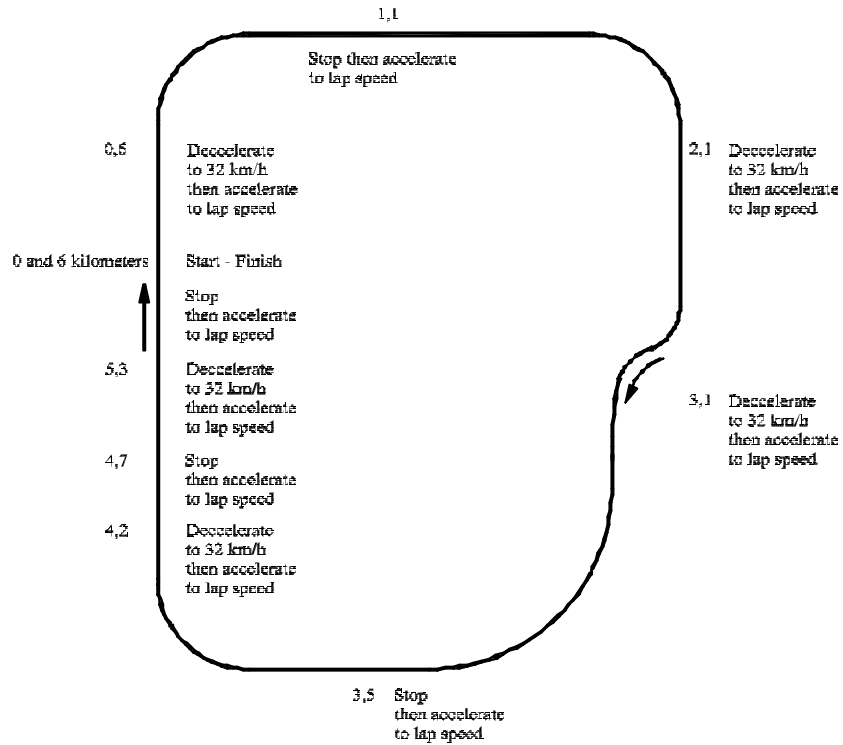 1,1
Stop then accelerate
to lap speed
0,6
Deccelerate
to 32 km/h
then accelerate
to lap speed
2,1
Deccelerate
to 32 km/h
then accelerate
to lap speed
0 and 6 kilometers
Start - Finish
Stop
then accelerate
to lap speed
5,3
Deccelerate
to 32 km/h
then accelerate
to lap speed
3,1
Deccelerate
to 32 km/h
then accelerate
to lap speed
4,7
Stop
then accelerate
to lap speed
4,2
Deccelerate
to 32 km/h
then accelerate
to lap speed
3,5
Stop
then accelerate
to lap speed